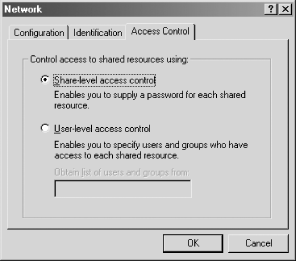 Network
Configuration Identification Access Control
Control access to shared resources using:
Share-level access control
Enables you to supply a password for each shared
resource.
User-level access control
Enables you to specify users and groups who have
access to each shared resource.
Obtain list of users and groups from:
OK Cancel